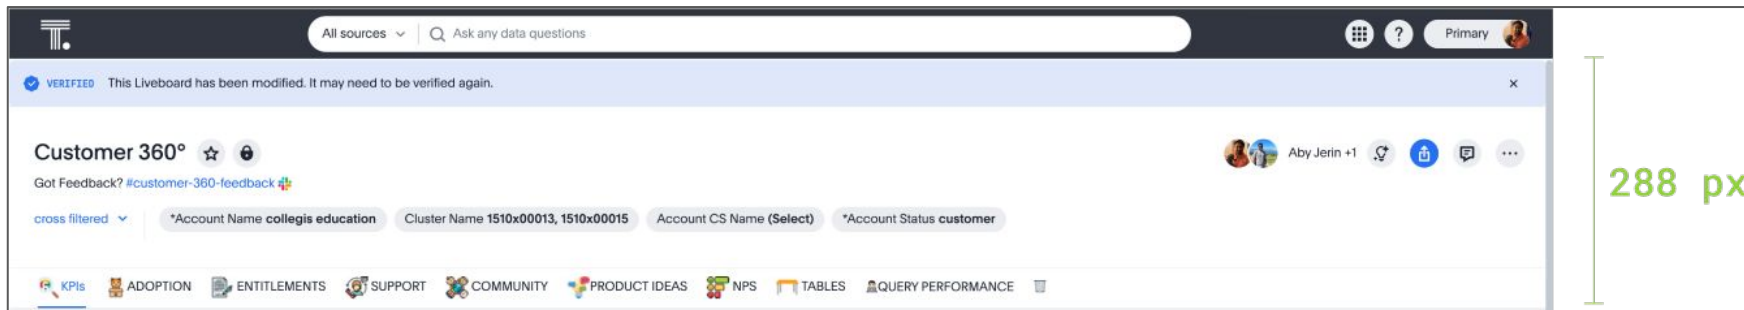 All sources Ask any data questions ? Primary
VERIFIED This Liveboard has been modified. It may need to be verified again. ×
Customer 360° Aby Jerin +1
Got Feedback? #customer-360-feedback
288 px
cross filtered *Account Name collegis education Cluster Name 1510x00013, 1510x00015 Account CS Name (Select) *Account Status customer
KPIs ADOPTION ENTITLEMENTS SUPPORT COMMUNITY PRODUCT IDEAS NPS TABLES QUERY PERFORMANCE